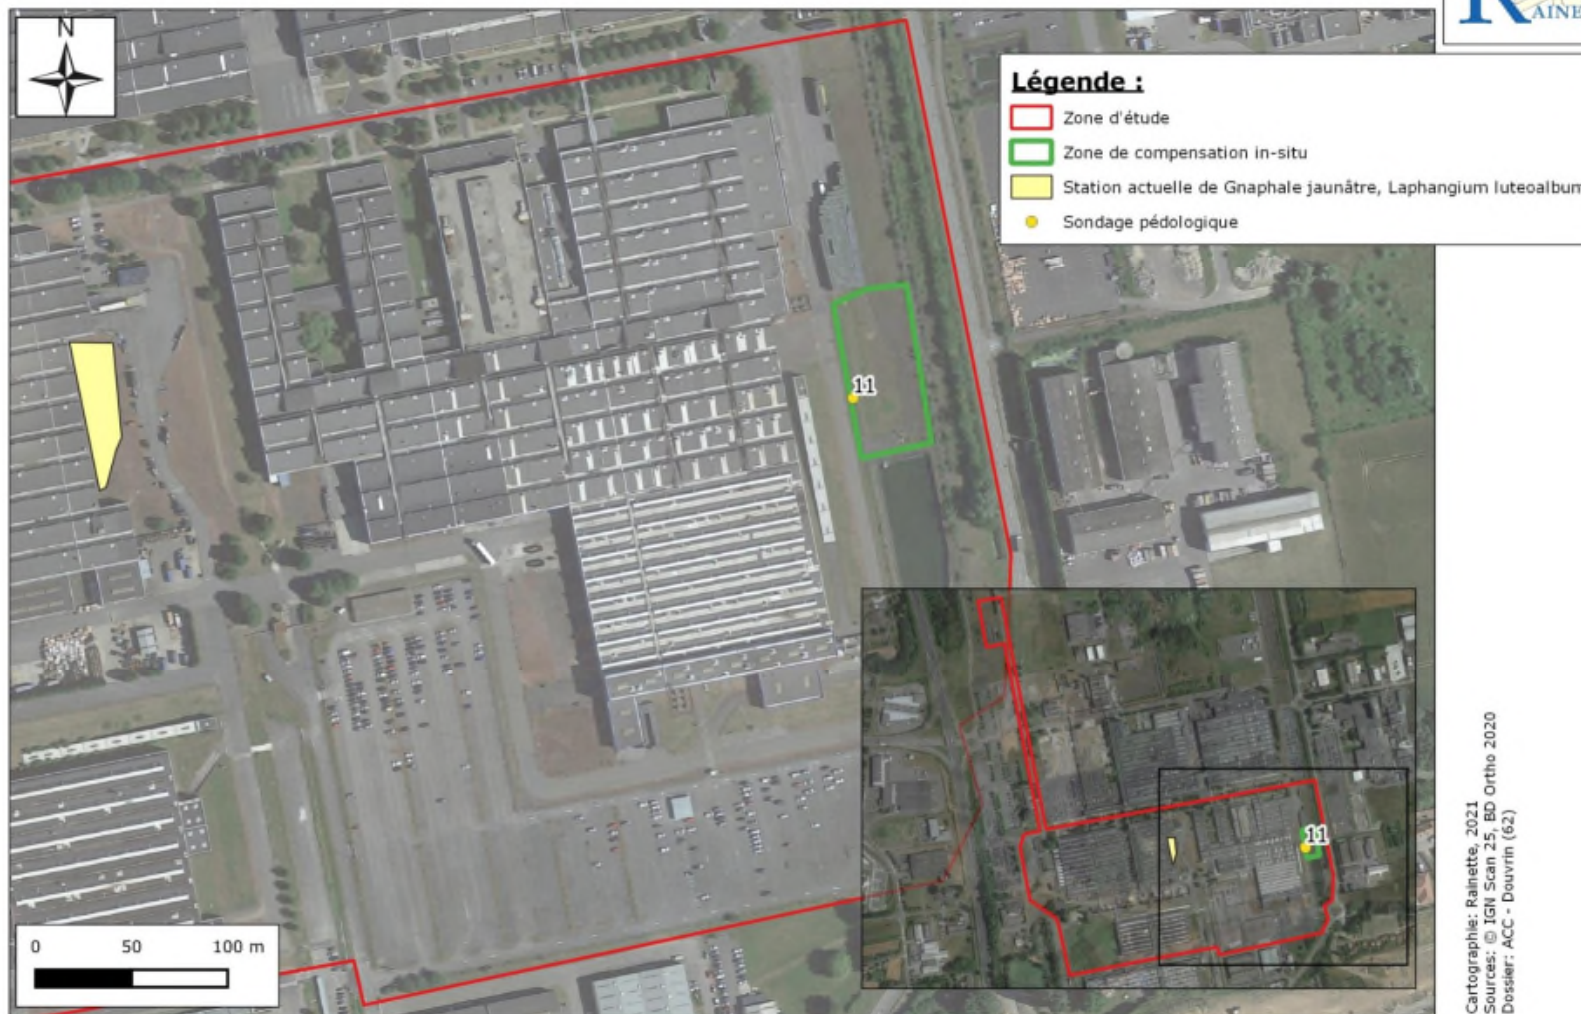 N
R
AINE
Légende :
Zone d'étude
Zone de compensation in-situ
Station actuelle de Gnaphale jaunâtre, Laphangium luteoalbum
Sondage pédologique
11
11
0 50 100 m
Cartographie: Rainette, 2021
Sources: © IGN Scan 25, BD Ortho 2020
Dossier: ACC - Douvrin (62)